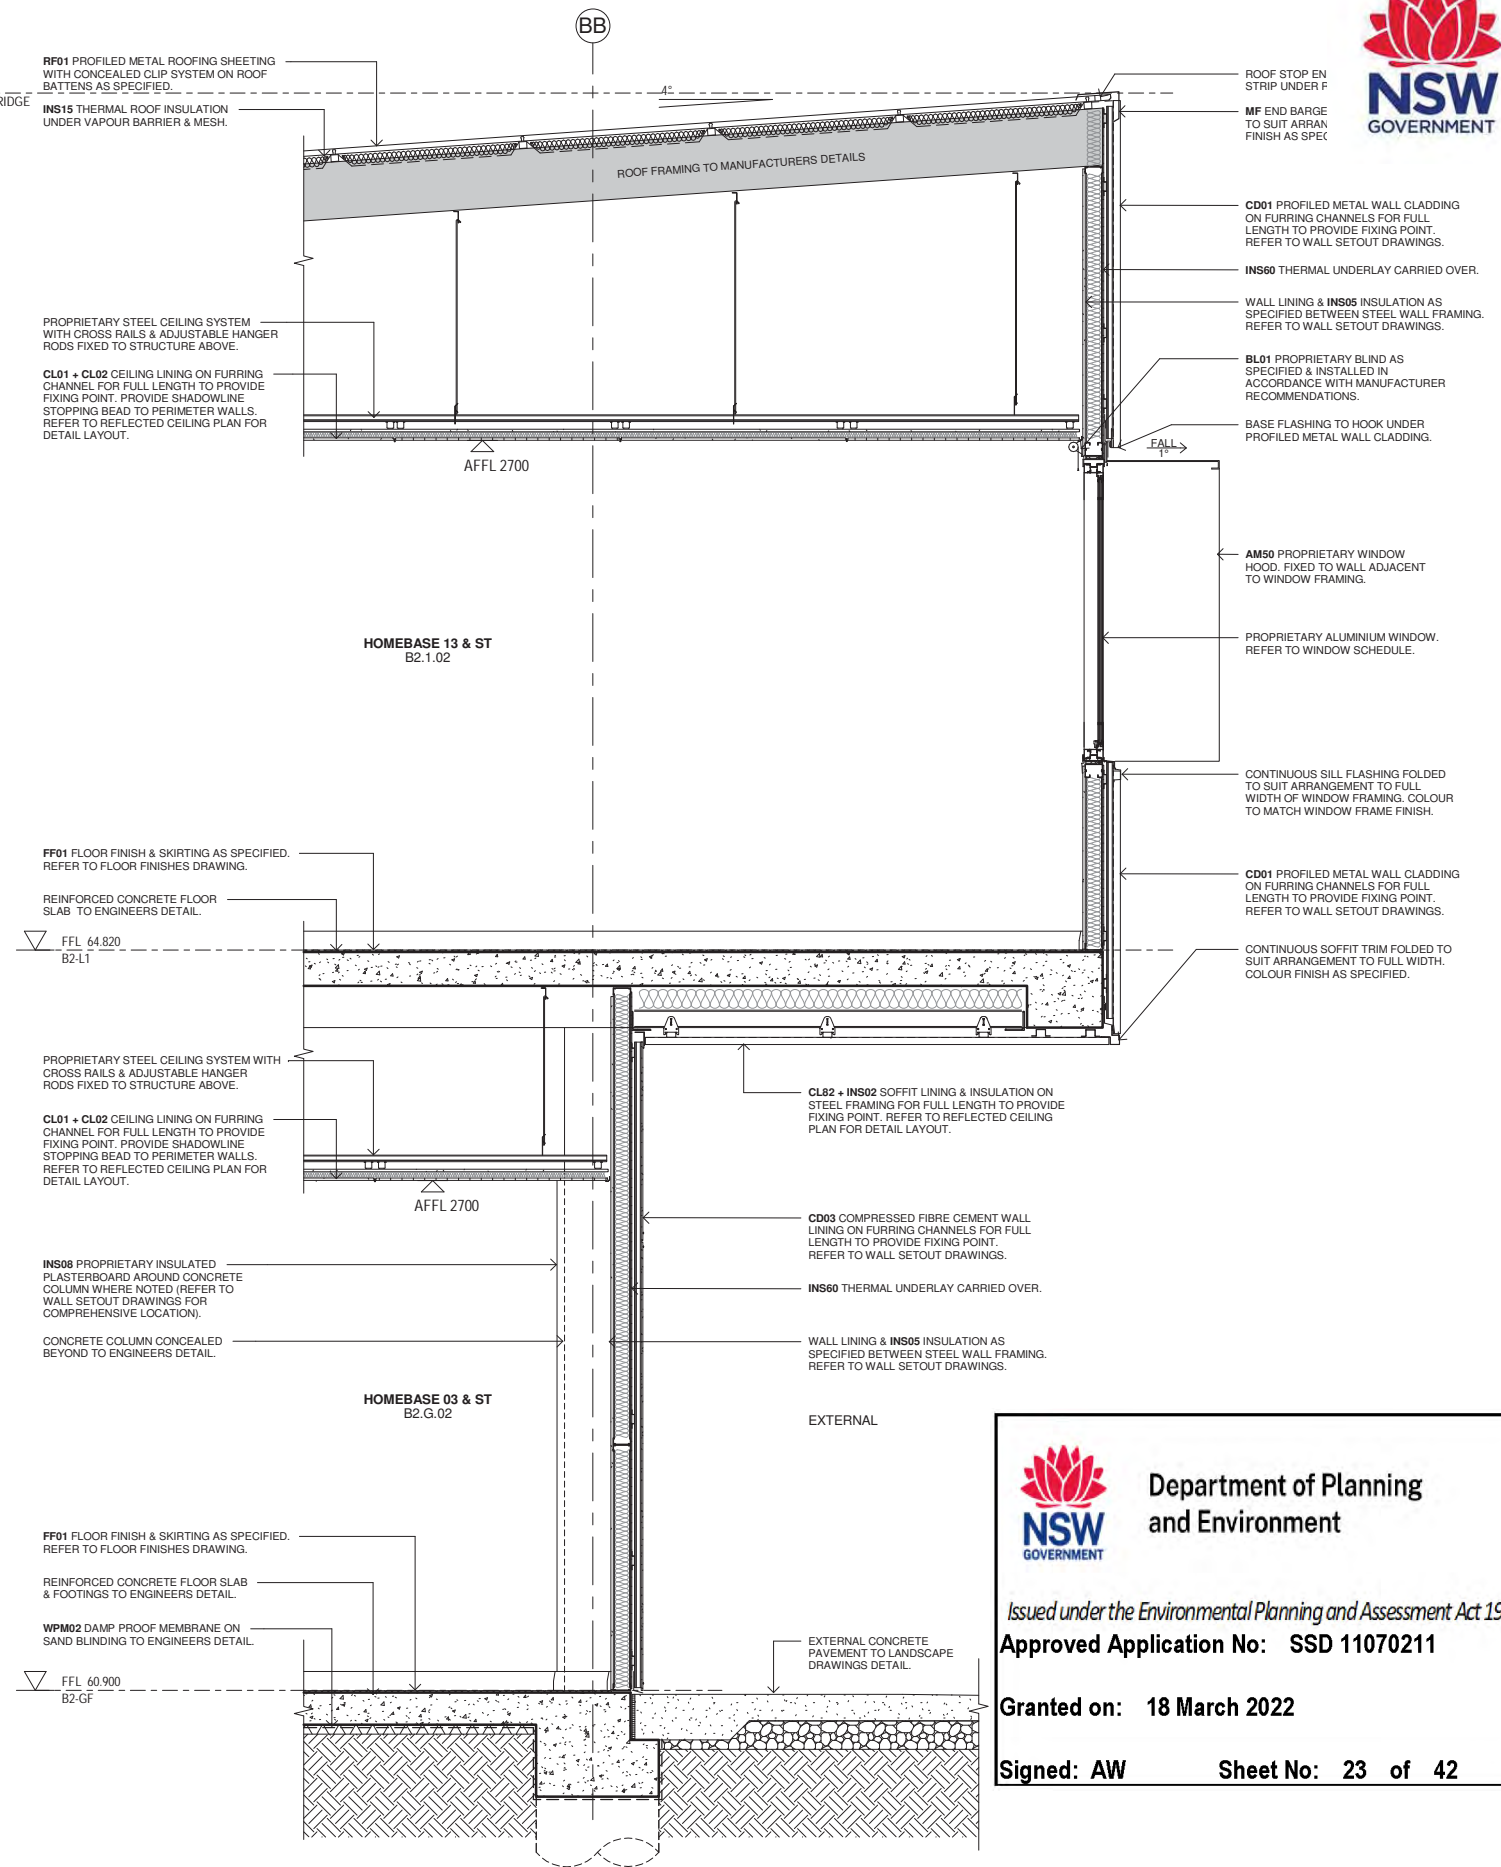 BB
RF01 PROFILED METAL ROOFING SHEETING
WITH CONCEALED CLIP SYSTEM ON ROOF
BATTENS AS SPECIFIED.
RIDGE
INS15 THERMAL ROOF INSULATION
UNDER VAPOUR BARRIER & MESH.
4°
ROOF FRAMING TO MANUFACTURERS DETAILS
ROOF STOP EN
STRIP UNDER
MF END BARGE
TO SUIT ARRAN
FINISH AS SPEC
NSW
GOVERNMENT
CD01 PROFILED METAL WALL CLADDING
ON FURRING CHANNELS FOR FULL
LENGTH TO PROVIDE FIXING POINT.
REFER TO WALL SETOUT DRAWINGS.
INS60 THERMAL UNDERLAY CARRIED OVER.
WALL LINING & INS05 INSULATION AS
SPECIFIED BETWEEN STEEL WALL FRAMING.
REFER TO WALL SETOUT DRAWINGS.
BL01 PROPRIETARY BLIND AS
SPECIFIED & INSTALLED IN
ACCORDANCE WITH MANUFACTURER
RECOMMENDATIONS.
BASE FLASHING TO HOOK UNDER
PROFILED METAL WALL CLADDING.
FALL
1°
PROPRIETARY STEEL CEILING SYSTEM
WITH CROSS RAILS & ADJUSTABLE HANGER
RODS FIXED TO STRUCTURE ABOVE.
CL01 + CL02 CEILING LINING ON FURRING
CHANNEL FOR FULL LENGTH TO PROVIDE
FIXING POINT. PROVIDE SHADOWLINE
STOPPING BEAD TO PERIMETER WALLS.
REFER TO REFLECTED CEILING PLAN FOR
DETAIL LAYOUT.
AFFL 2700
AM50 PROPRIETARY WINDOW
HOOD. FIXED TO WALL ADJACENT
TO WINDOW FRAMING.
HOMEBASE 13 & ST
B2.1.02
PROPRIETARY ALUMINIUM WINDOW.
REFER TO WINDOW SCHEDULE.
CONTINUOUS SILL FLASHING FOLDED
TO SUIT ARRANGEMENT TO FULL
WIDTH OF WINDOW FRAMING. COLOUR
TO MATCH WINDOW FRAME FINISH.
FF01 FLOOR FINISH & SKIRTING AS SPECIFIED.
REFER TO FLOOR FINISHES DRAWING.
REINFORCED CONCRETE FLOOR
SLAB TO ENGINEERS DETAIL.
CD01 PROFILED METAL WALL CLADDING
ON FURRING CHANNELS FOR FULL
LENGTH TO PROVIDE FIXING POINT.
REFER TO WALL SETOUT DRAWINGS.
FFL 64.820
B2-L1
CONTINUOUS SOFFIT TRIM FOLDED TO
SUIT ARRANGEMENT TO FULL WIDTH.
COLOUR FINISH AS SPECIFIED.
PROPRIETARY STEEL CEILING SYSTEM WITH
CROSS RAILS & ADJUSTABLE HANGER
RODS FIXED TO STRUCTURE ABOVE.
CL01 + CL02 CEILING LINING ON FURRING
CHANNEL FOR FULL LENGTH TO PROVIDE
FIXING POINT. PROVIDE SHADOWLINE
STOPPING BEAD TO PERIMETER WALLS.
REFER TO REFLECTED CEILING PLAN FOR
DETAIL LAYOUT.
AFFL 2700
CL82 + INS02 SOFFIT LINING & INSULATION ON
STEEL FRAMING FOR FULL LENGTH TO PROVIDE
FIXING POINT. REFER TO REFLECTED CEILING
PLAN FOR DETAIL LAYOUT.
CD03 COMPRESSED FIBRE CEMENT WALL
LINING ON FURRING CHANNELS FOR FULL
LENGTH TO PROVIDE FIXING POINT.
REFER TO WALL SETOUT DRAWINGS.
INS08 PROPRIETARY INSULATED
PLASTERBOARD AROUND CONCRETE
COLUMN WHERE NOTED (REFER TO
WALL SETOUT DRAWINGS FOR
COMPREHENSIVE LOCATION).
INS60 THERMAL UNDERLAY CARRIED OVER.
CONCRETE COLUMN CONCEALED
BEYOND TO ENGINEERS DETAIL.
WALL LINING & INS05 INSULATION AS
SPECIFIED BETWEEN STEEL WALL FRAMING.
REFER TO WALL SETOUT DRAWINGS.
HOMEBASE 03 & ST
B2.G.02
EXTERNAL
FF01 FLOOR FINISH & SKIRTING AS SPECIFIED.
REFER TO FLOOR FINISHES DRAWING.
REINFORCED CONCRETE FLOOR SLAB
& FOOTINGS TO ENGINEERS DETAIL.
WPM02 DAMP PROOF MEMBRANE ON
SAND BLINDING TO ENGINEERS DETAIL.
EXTERNAL CONCRETE
PAVEMENT TO LANDSCAPE
DRAWINGS DETAIL.
FFL 60.900
B2-GF
NSW
GOVERNMENT
Department of Planning
and Environment
Issued under the Environmental Planning and Assessment Act 19
Approved Application No: SSD 11070211
Granted on: 18 March 2022
Signed: AW Sheet No: 23 of 42